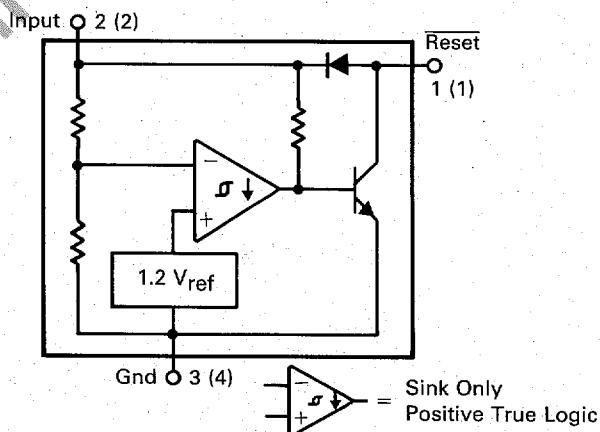 Input 2 (2)
Reset
1 (1)
−
+
1.2 Vref
Gnd 3 (4)
−
+
= Sink Only
Positive True Logic